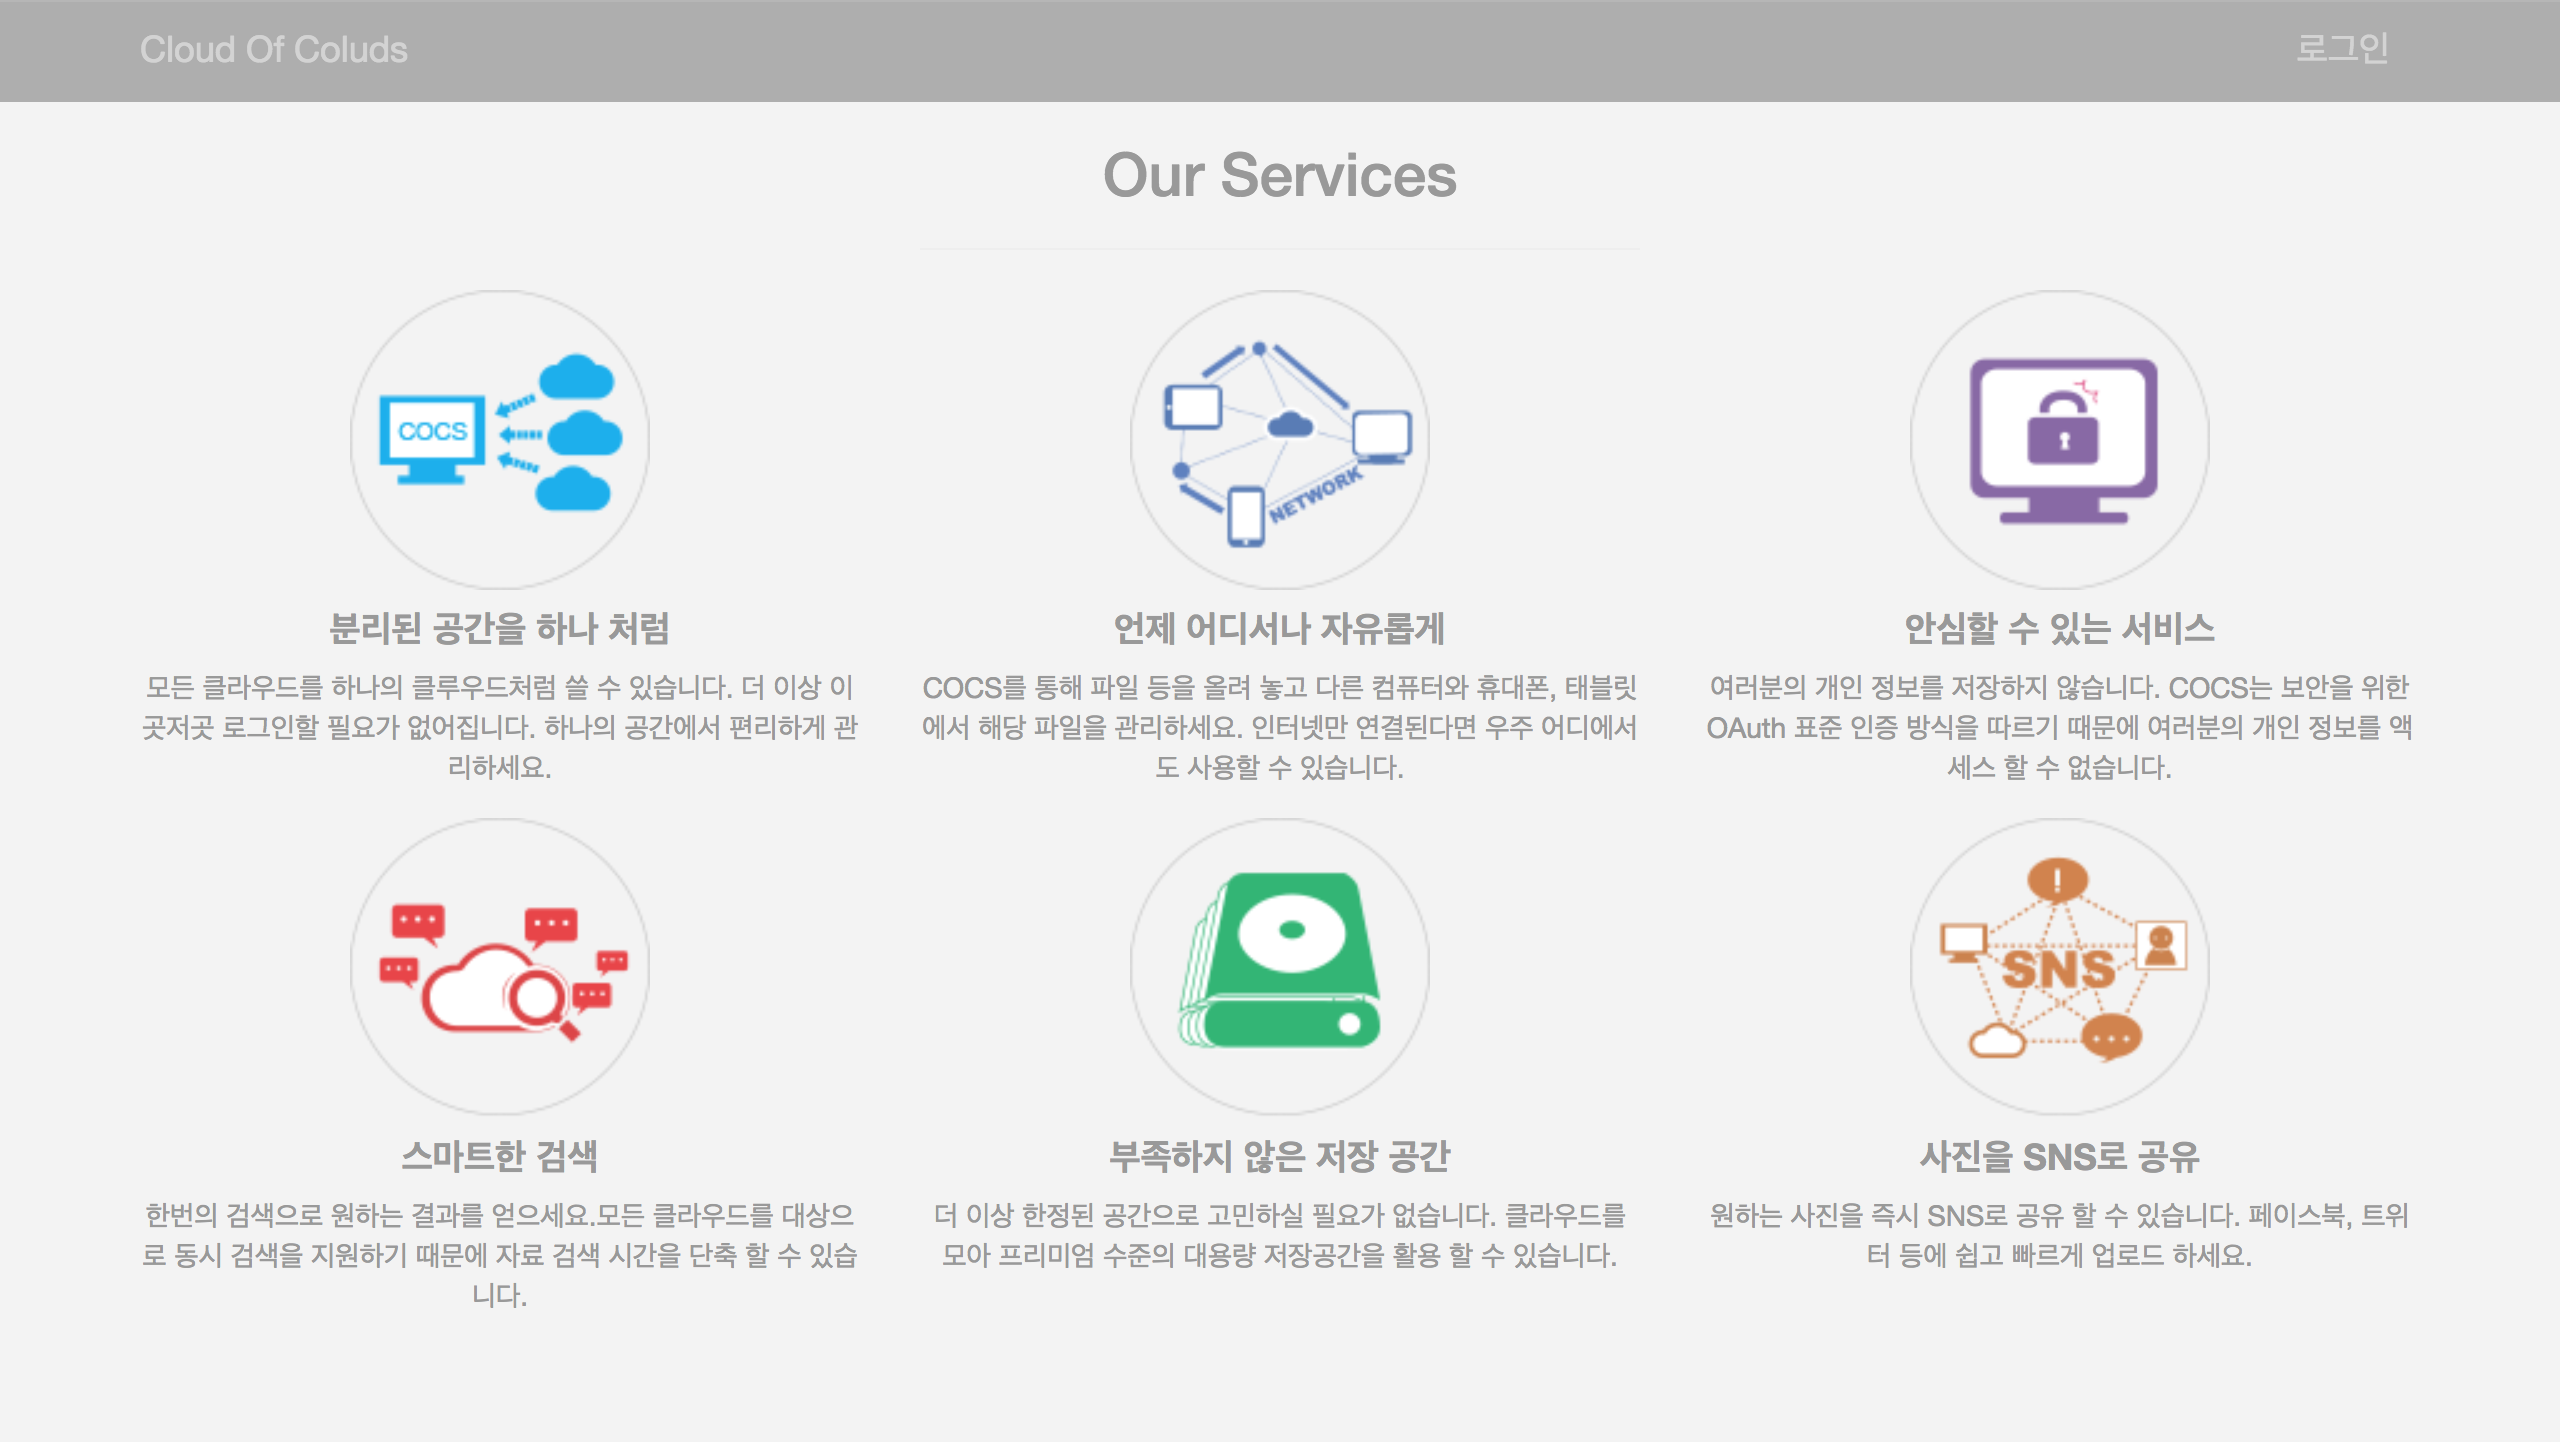 Cloud Of Coluds
로그인
Our Services
COCS
NETWORK
분리된 공간을 하나 처럼
모든 클라우드를 하나의 클루우드처럼 쓸 수 있습니다. 더 이상 이
곳저곳 로그인할 필요가 없어집니다. 하나의 공간에서 편리하게 관
리하세요.
언제 어디서나 자유롭게
COCS를 통해 파일 등을 올려 놓고 다른 컴퓨터와 휴대폰, 태블릿
에서 해당 파일을 관리하세요. 인터넷만 연결된다면 우주 어디에서
도 사용할 수 있습니다.
안심할 수 있는 서비스
여러분의 개인 정보를 저장하지 않습니다. COCS는 보안을 위한
OAuth 표준 인증 방식을 따르기 때문에 여러분의 개인 정보를 액
세스 할 수 없습니다.
스마트한 검색
한번의 검색으로 원하는 결과를 얻으세요.모든 클라우드를 대상으
로 동시 검색을 지원하기 때문에 자료 검색 시간을 단축 할 수 있습
니다.
부족하지 않은 저장 공간
더 이상 한정된 공간으로 고민하실 필요가 없습니다. 클라우드를
모아 프리미엄 수준의 대용량 저장공간을 활용 할 수 있습니다.
SNS
사진을 SNS로 공유
원하는 사진을 즉시 SNS로 공유 할 수 있습니다. 페이스북, 트위
터 등에 쉽고 빠르게 업로드 하세요.